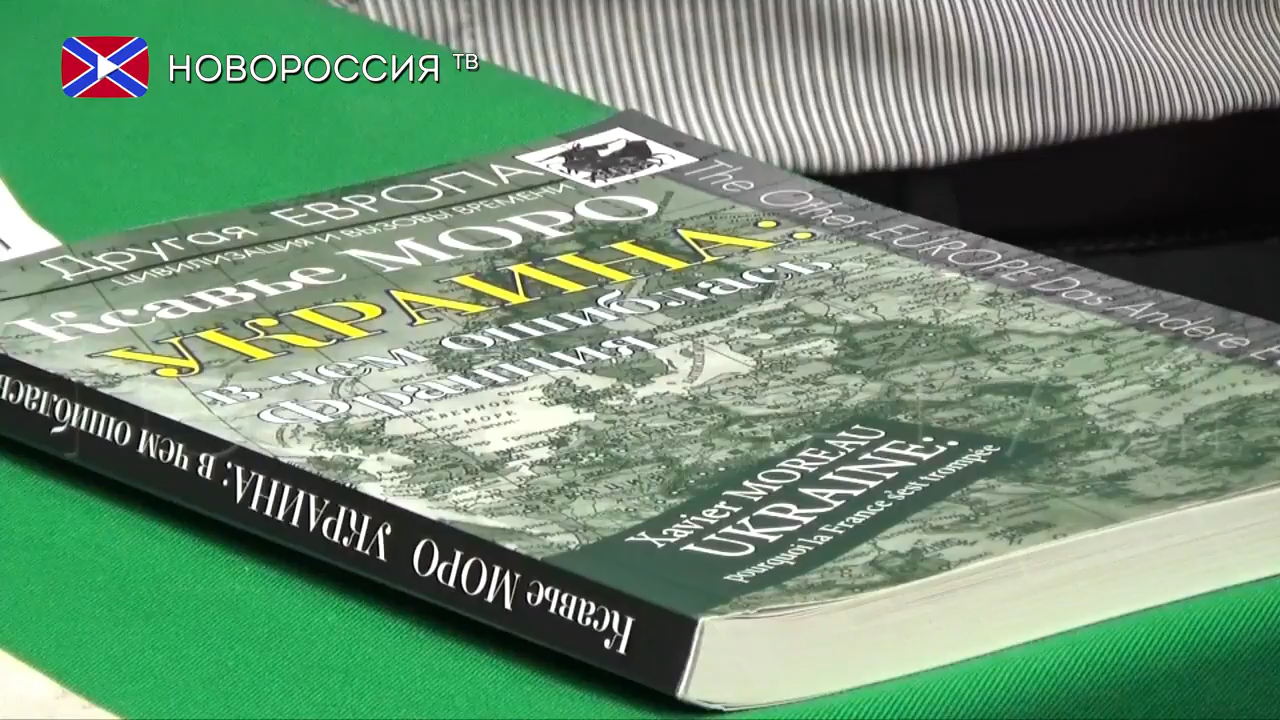 НОВОРОССИЯ ТВ
Другая ЕВРОПА
ЦИВИЛИЗАЦИЯ И ВЫЗОВЫ ВРЕМЕНИ
Ксавье МОРО
УКРАИНА:
в чем ошиблась
Франция
The Other EUROPE Das Andere
Xavier MOREAU
UKRAINE:
pourquoi la France s'est trompée
Ксавье МОРО УКРАИНА: в чем ошиблась